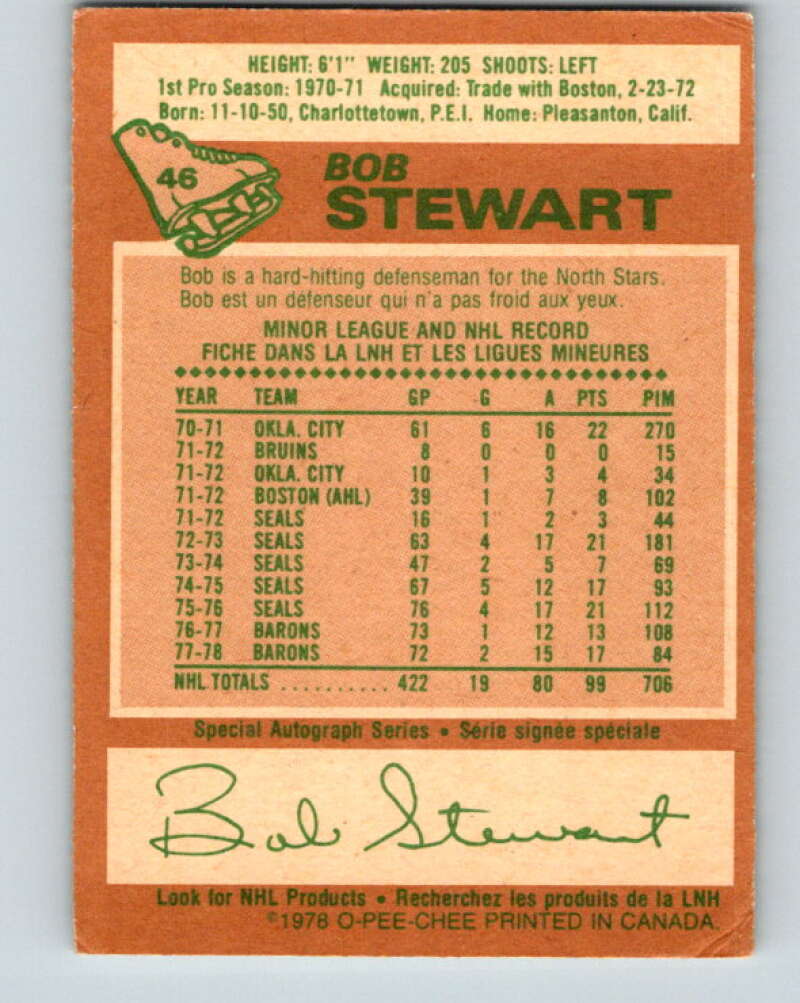 HEIGHT: 6'1" WEIGHT: 205 SHOOTS: LEFT
1st Pro Season: 1970-71 Acquired: Trade with Boston, 2-23-72
Born: 11-10-50, Charlottetown, P.E.I. Home: Pleasanton, Calif.
46
BOB
STEWART
Bob is a hard-hitting defenseman for the North Stars.
Bob est un défenseur qui n'a pas froid aux yeux.
MINOR LEAGUE AND NHL RECORD
FICHE DANS LA LNH ET LES LIGUES MINEURES
YEAR TEAM GP G A PTS PIM
70-71 OKLA. CITY 61 6 16 22 270
71-72 BRUINS 8 0 0 0 15
71-72 OKLA. CITY 10 1 3 4 34
71-72 BOSTON (AHL) 39 1 7 8 102
71-72 SEALS 16 1 2 3 44
72-73 SEALS 63 4 17 21 181
73-74 SEALS 47 2 5 7 69
74-75 SEALS 67 5 12 17 93
75-76 SEALS 76 4 17 21 112
76-77 BARONS 73 1 12 13 108
77-78 BARONS 72 2 15 17 84
NHL TOTALS .......... 422 19 80 99 706
Special Autograph Series • Série signée spéciale
Bob Stewart
Look for NHL Products • Recherchez les produits de la LNH
©1978 O-PEE-CHEE PRINTED IN CANADA.